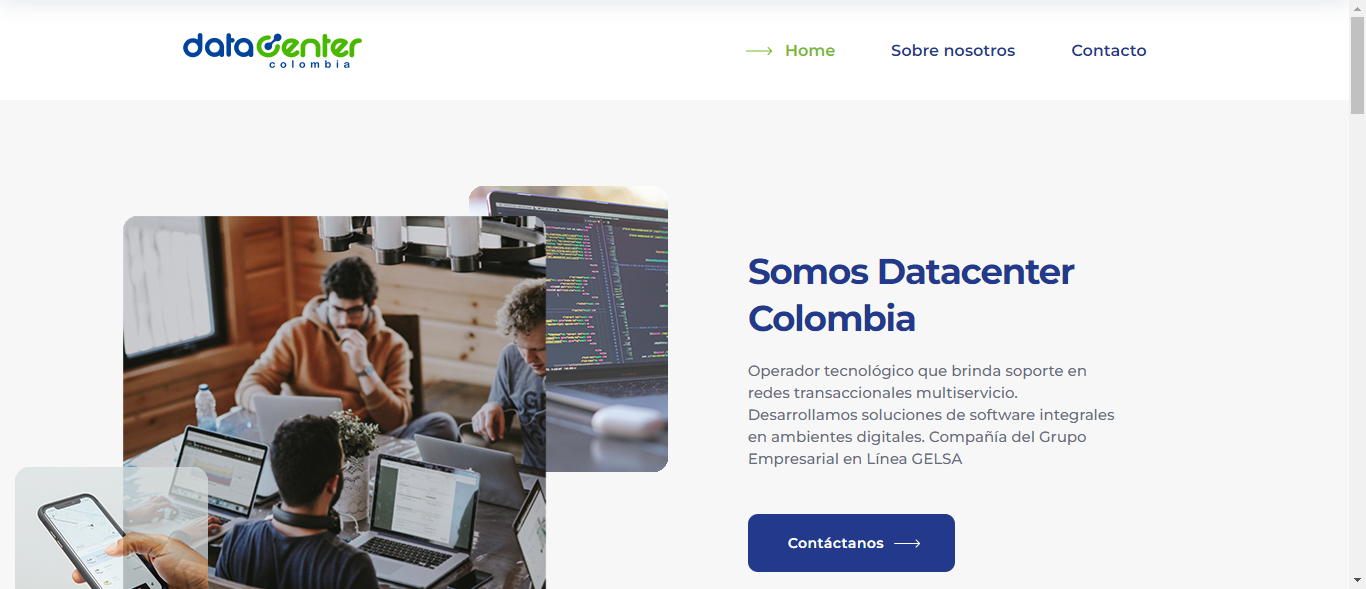 datacenter
colombia
Home
Sobre nosotros
Contacto
Somos Datacenter
Colombia
Operador tecnológico que brinda soporte en
redes transaccionales multiservicio.
Desarrollamos soluciones de software integrales
en ambientes digitales. Compañía del Grupo
Empresarial en Línea GELSA
Contáctanos